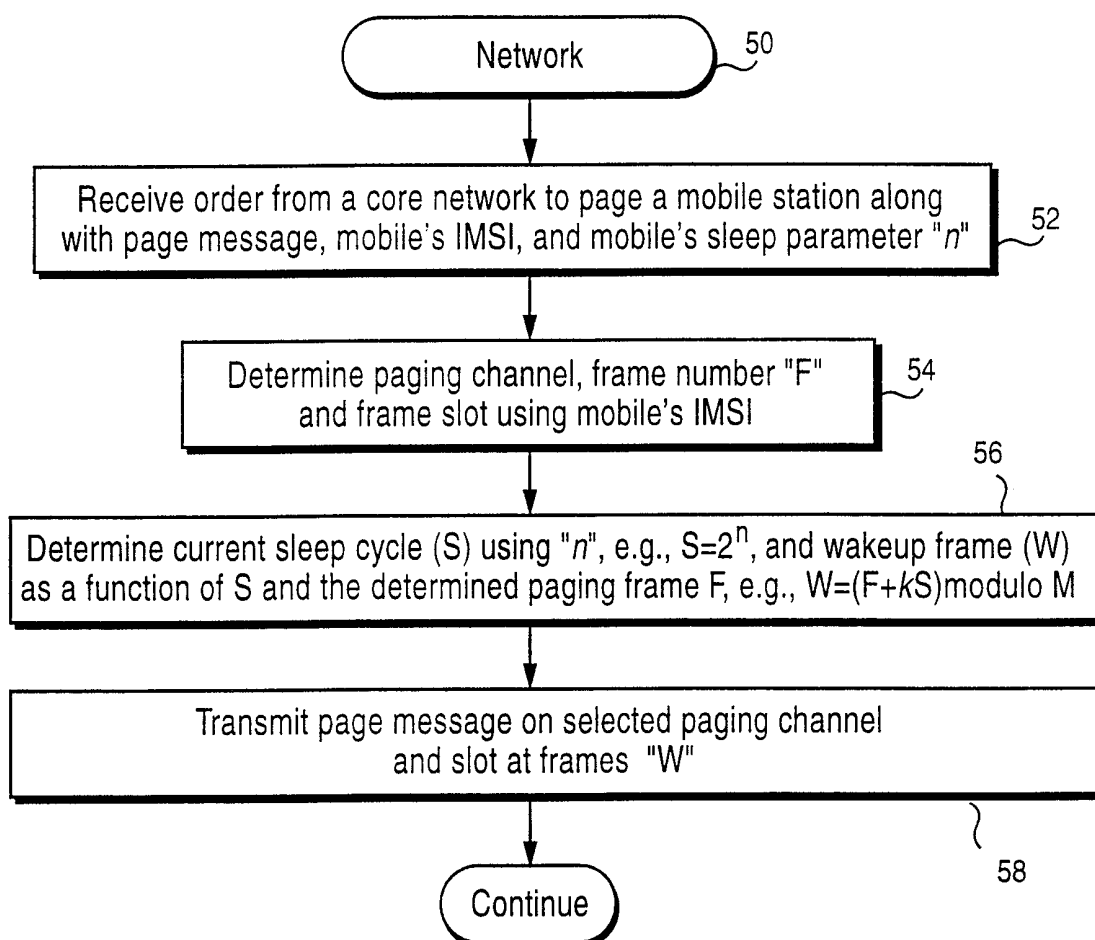 Network
50
Receive order from a core network to page a mobile station along
with page message, mobile's IMSI, and mobile's sleep parameter "n"
52
Determine paging channel, frame number "F"
and frame slot using mobile's IMSI
54
56
Determine current sleep cycle (S) using "n", e.g., S=2ⁿ, and wakeup frame (W)
as a function of S and the determined paging frame F, e.g., W=(F+kS)modulo M
Transmit page message on selected paging channel
and slot at frames "W"
58
Continue